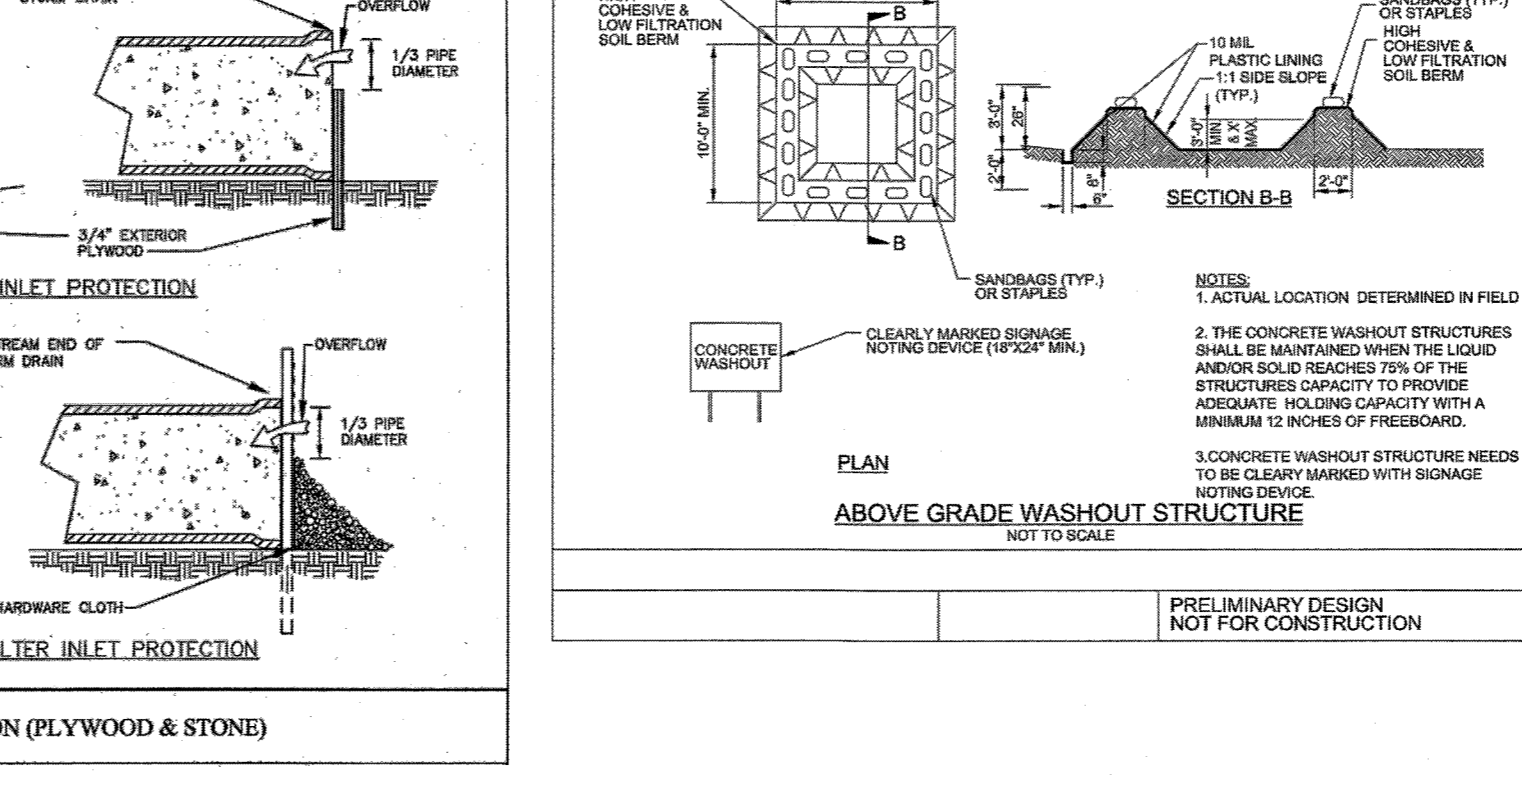 OVERFLOW
1/3 PIPE
DIAMETER
3/4" EXTERIOR
PLYWOOD
INLET PROTECTION
OVERFLOW
1/3 PIPE
DIAMETER
HARDWARE CLOTH
LTER INLET PROTECTION
ON (PLYWOOD & STONE)
COHESIVE &
LOW FILTRATION
SOIL BERM
10'-0" MIN.
B
B
SANDBAGS (TYP.)
OR STAPLES
CONCRETE
WASHOUT
CLEARLY MARKED SIGNAGE
NOTING DEVICE (18"X24" MIN.)
PLAN
10 MIL
PLASTIC LINING
1:1 SIDE SLOPE
(TYP.)
SANDBAGS (TYP.)
OR STAPLES
HIGH
COHESIVE &
LOW FILTRATION
SOIL BERM
3'-0"
26"
2'-0"
6"
6"
3'-0"
MIN
& X'
MAX.
2'-0"
SECTION B-B
NOTES:
1. ACTUAL LOCATION DETERMINED IN FIELD
2. THE CONCRETE WASHOUT STRUCTURES
SHALL BE MAINTAINED WHEN THE LIQUID
AND/OR SOLID REACHES 75% OF THE
STRUCTURES CAPACITY TO PROVIDE
ADEQUATE HOLDING CAPACITY WITH A
MINIMUM 12 INCHES OF FREEBOARD.
3.CONCRETE WASHOUT STRUCTURE NEEDS
TO BE CLEARY MARKED WITH SIGNAGE
NOTING DEVICE.
ABOVE GRADE WASHOUT STRUCTURE
NOT TO SCALE
PRELIMINARY DESIGN
NOT FOR CONSTRUCTION